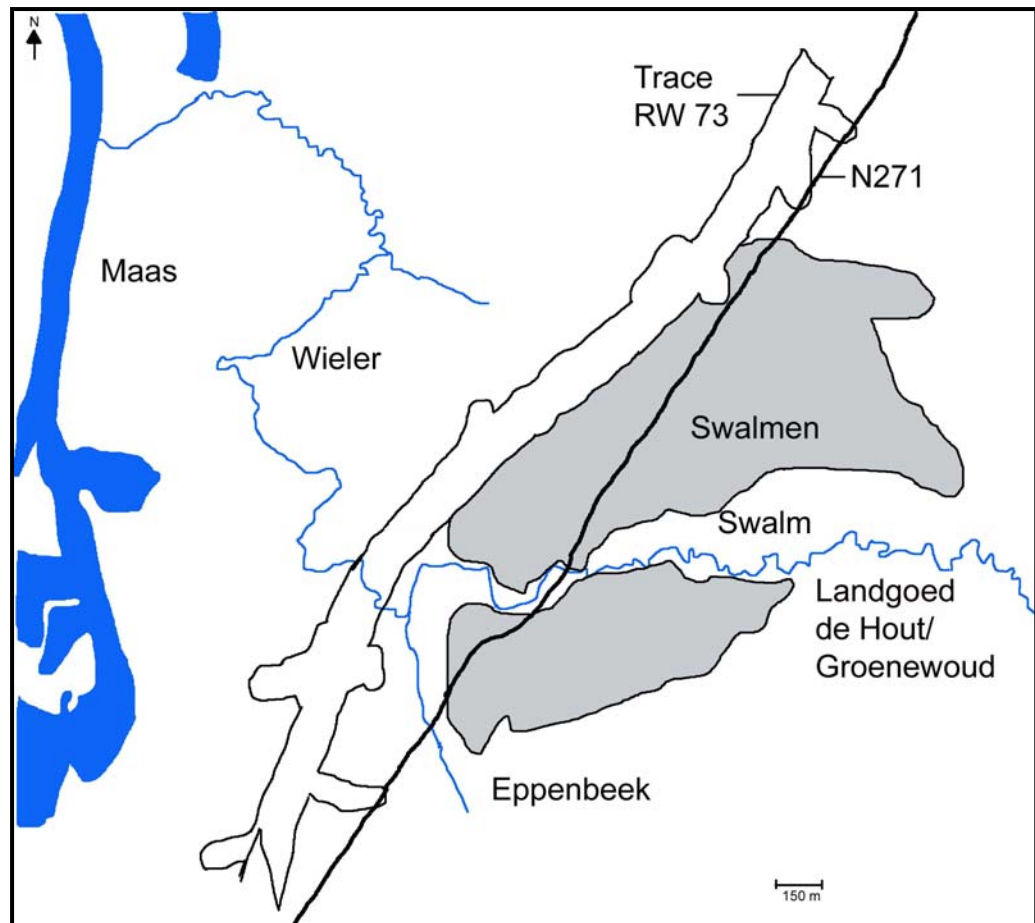 N
Trace
RW 73
N271
Maas
Wieler
Swalmen
Swalm
Landgoed
de Hout/
Groenewoud
Eppenbeek
150 m